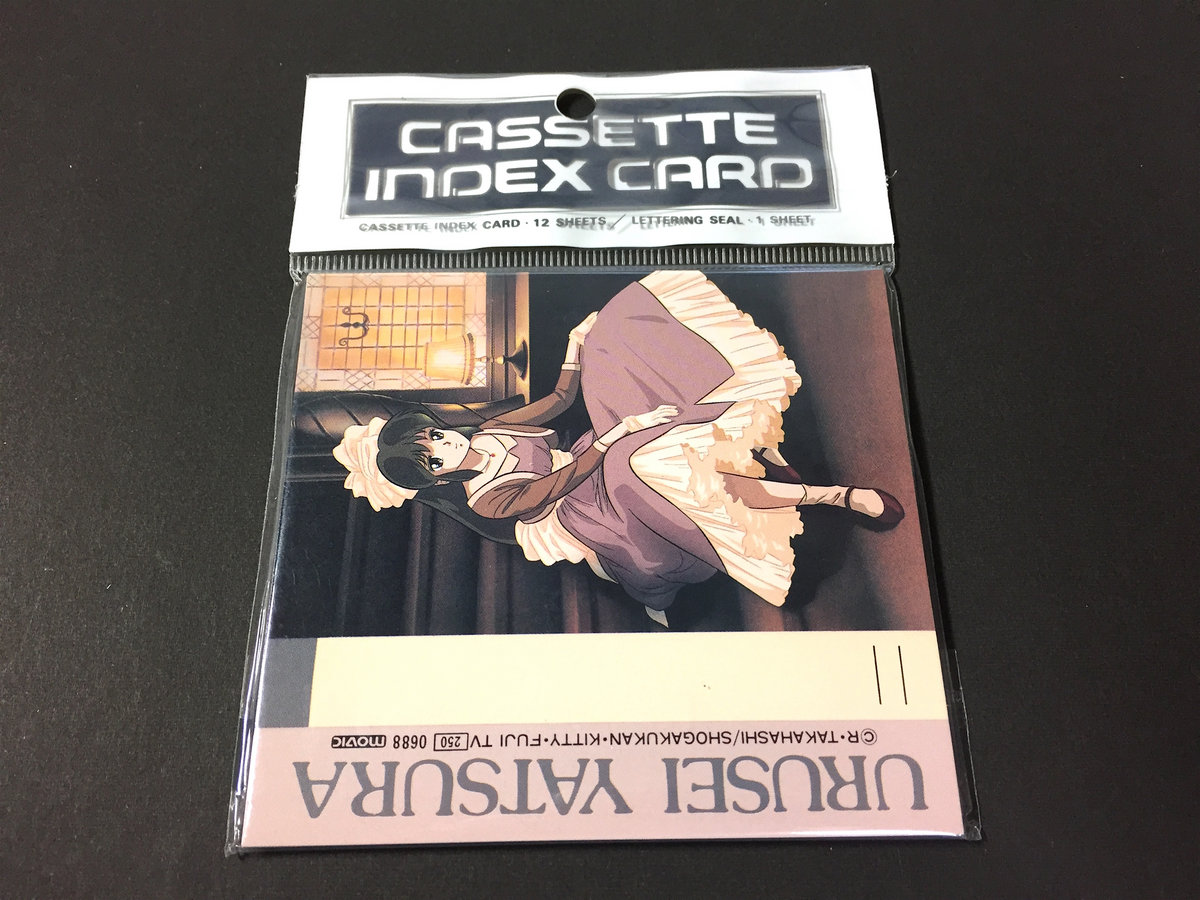 CASSETTE
INDEX CARD
CASSETTE INDEX CARD · 12 SHEETS / LETTERING SEAL · 1 SHEET
©R・TAKAHASHI/SHOGAKUKAN・KITTY・FUJI TV 250 0688 movic
URUSEI YATSURA